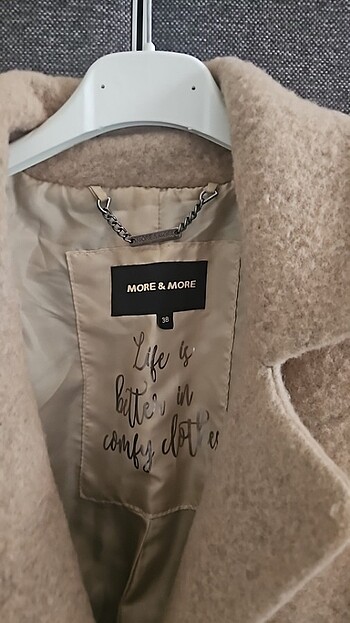 MORE & MORE
38
Life is
better in
comfy clothes